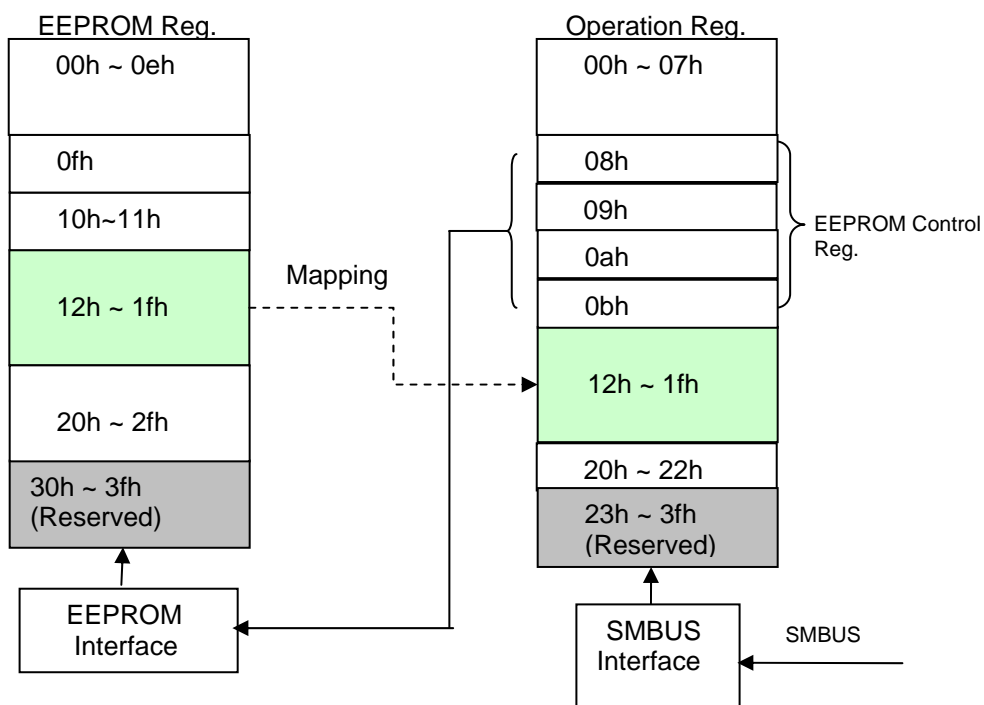 EEPROM Reg.
00h ~ 0eh
0fh
10h~11h
12h ~ 1fh
20h ~ 2fh
30h ~ 3fh
(Reserved)
EEPROM
Interface
Mapping
Operation Reg.
00h ~ 07h
08h
09h
0ah
0bh
12h ~ 1fh
20h ~ 22h
23h ~ 3fh
(Reserved)
SMBUS
Interface
EEPROM Control
Reg.
SMBUS